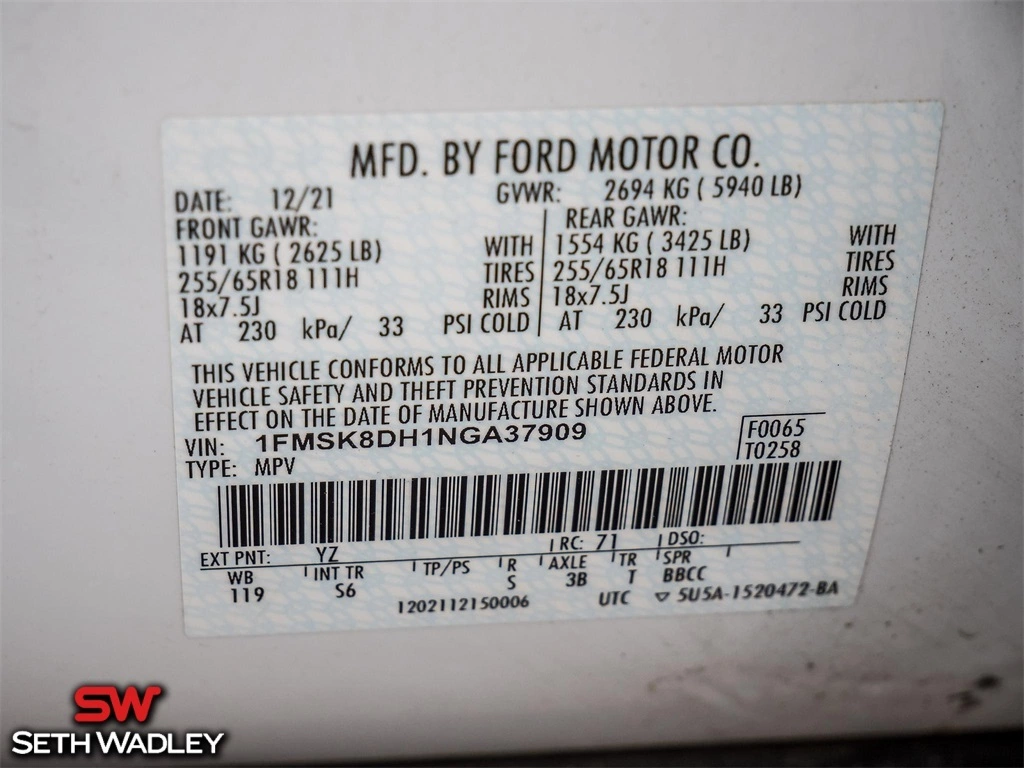 MFD. BY FORD MOTOR CO.
DATE: 12/21 GVWR: 2694 KG ( 5940 LB)
FRONT GAWR: REAR GAWR:
1191 KG ( 2625 LB) WITH 1554 KG ( 3425 LB) WITH
255/65R18 111H TIRES 255/65R18 111H TIRES
18x7.5J RIMS 18x7.5J RIMS
AT 230 kPa/ 33 PSI COLD AT 230 kPa/ 33 PSI COLD
THIS VEHICLE CONFORMS TO ALL APPLICABLE FEDERAL MOTOR
VEHICLE SAFETY AND THEFT PREVENTION STANDARDS IN
EFFECT ON THE DATE OF MANUFACTURE SHOWN ABOVE.
VIN: 1FMSK8DH1NGA37909 F0065
TYPE: MPV T0258
EXT PNT: YZ RC: 71 DSO:
WB INT TR TP/PS R AXLE TR SPR
119 S6 S 3B T BBCC
1202112150006 UTC ▽ 5U5A-1520472-BA
SW
SETH WADLEY